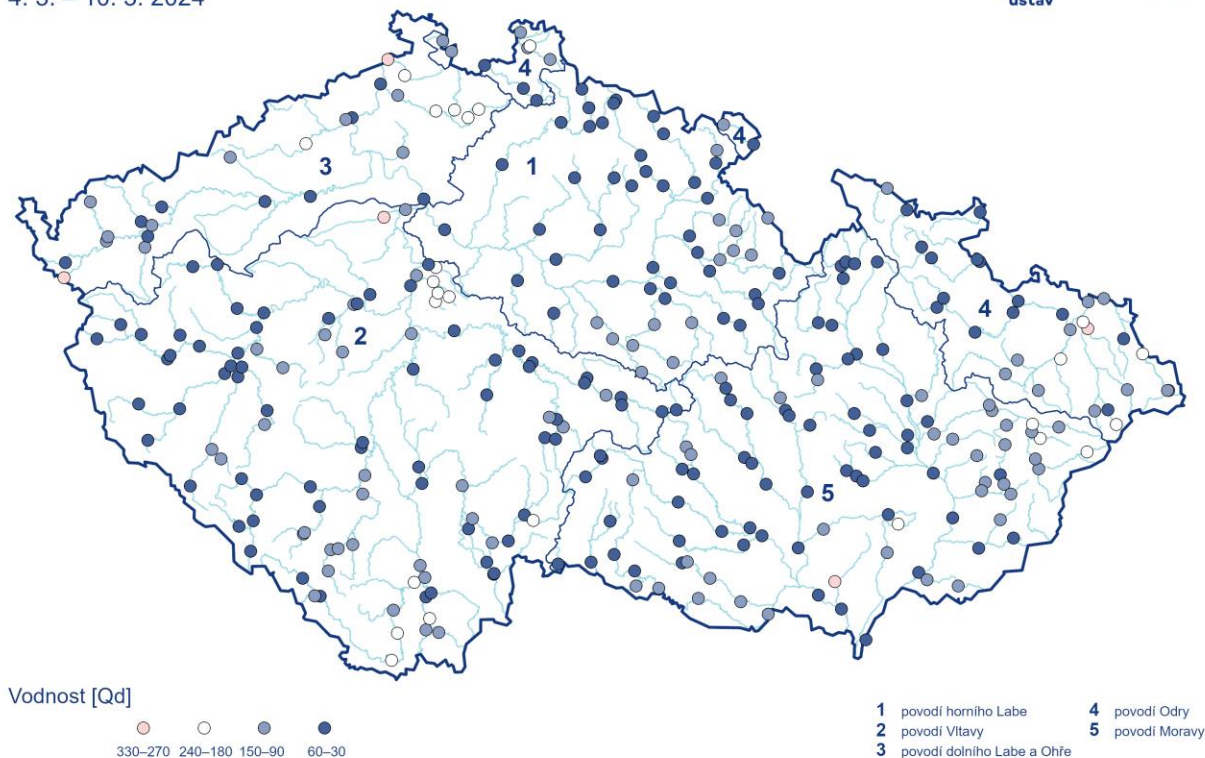 4. 3. – 10. 3. 2024
ústav
4
4
1
3
4
2
5
Vodnost [Qd]
330–270 240–180 150–90 60–30
1 povodí horního Labe
2 povodí Vltavy
3 povodí dolního Labe a Ohře
4 povodí Odry
5 povodí Moravy